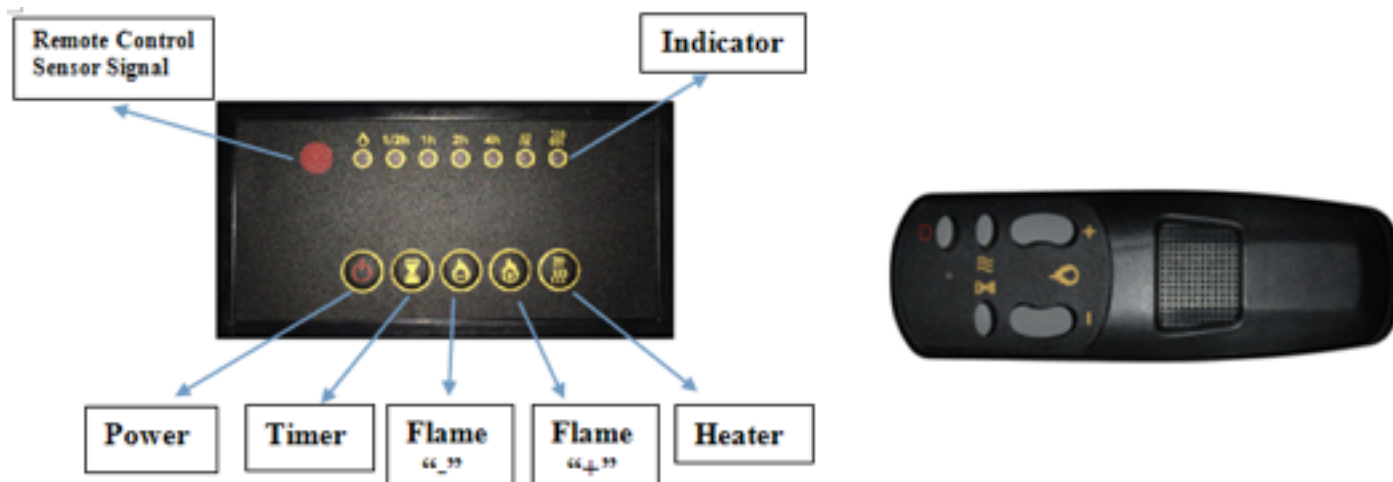 Remote Control
Sensor Signal
Indicator
1/2h 1h 2h 4h
+
-
Power
Timer
Flame
“-”
Flame
“+”
Heater